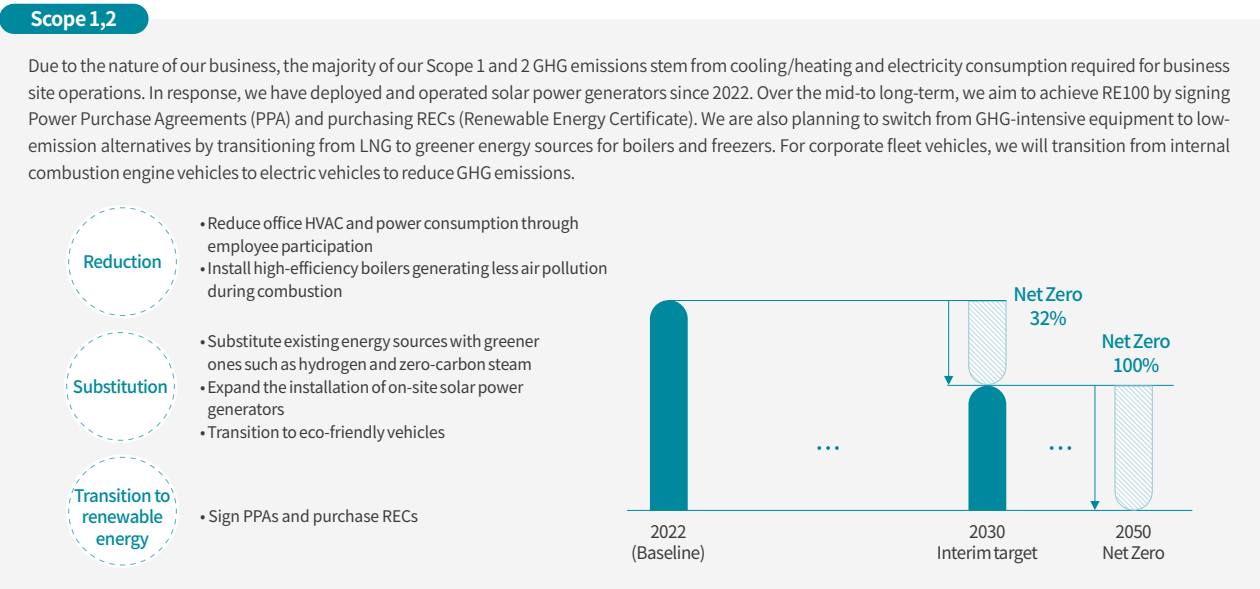 Scope 1,2
Due to the nature of our business, the majority of our Scope 1 and 2 GHG emissions stem from cooling/heating and electricity consumption required for business
site operations. In response, we have deployed and operated solar power generators since 2022. Over the mid-to long-term, we aim to achieve RE100 by signing
Power Purchase Agreements (PPA) and purchasing RECs (Renewable Energy Certificate). We are also planning to switch from GHG-intensive equipment to low-
emission alternatives by transitioning from LNG to greener energy sources for boilers and freezers. For corporate fleet vehicles, we will transition from internal
combustion engine vehicles to electric vehicles to reduce GHG emissions.
Reduction
• Reduce office HVAC and power consumption through
employee participation
• Install high-efficiency boilers generating less air pollution
during combustion
Substitution
• Substitute existing energy sources with greener
ones such as hydrogen and zero-carbon steam
• Expand the installation of on-site solar power
generators
• Transition to eco-friendly vehicles
Transition to
renewable
energy
• Sign PPAs and purchase RECs
Net Zero
32%
Net Zero
100%
...
...
2022
(Baseline)
2030
Interim target
2050
Net Zero